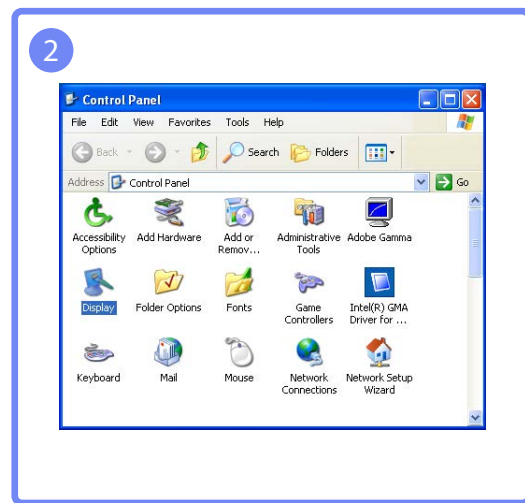 2
Control Panel
File Edit View Favorites Tools Help
Back Search Folders
Address Control Panel Go
Accessibility Options
Add Hardware
Add or Remov...
Administrative Tools
Adobe Gamma
Display
Folder Options
Fonts
Game Controllers
Intel(R) GMA Driver for ...
Keyboard
Mail
Mouse
Network Connections
Network Setup Wizard